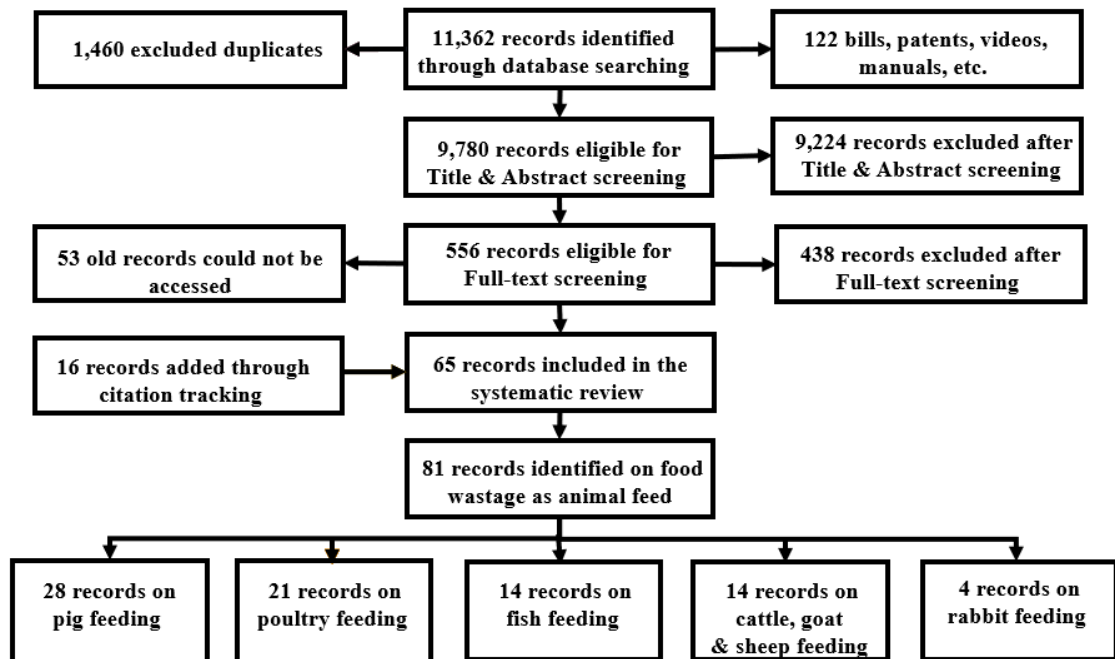 1,460 excluded duplicates
11,362 records identified
through database searching
122 bills, patents, videos,
manuals, etc.
9,780 records eligible for
Title & Abstract screening
9,224 records excluded after
Title & Abstract screening
53 old records could not be
accessed
556 records eligible for
Full-text screening
438 records excluded after
Full-text screening
16 records added through
citation tracking
65 records included in the
systematic review
81 records identified on food
wastage as animal feed
28 records on
pig feeding
21 records on
poultry feeding
14 records on
fish feeding
14 records on
cattle, goat
& sheep feeding
4 records on
rabbit feeding